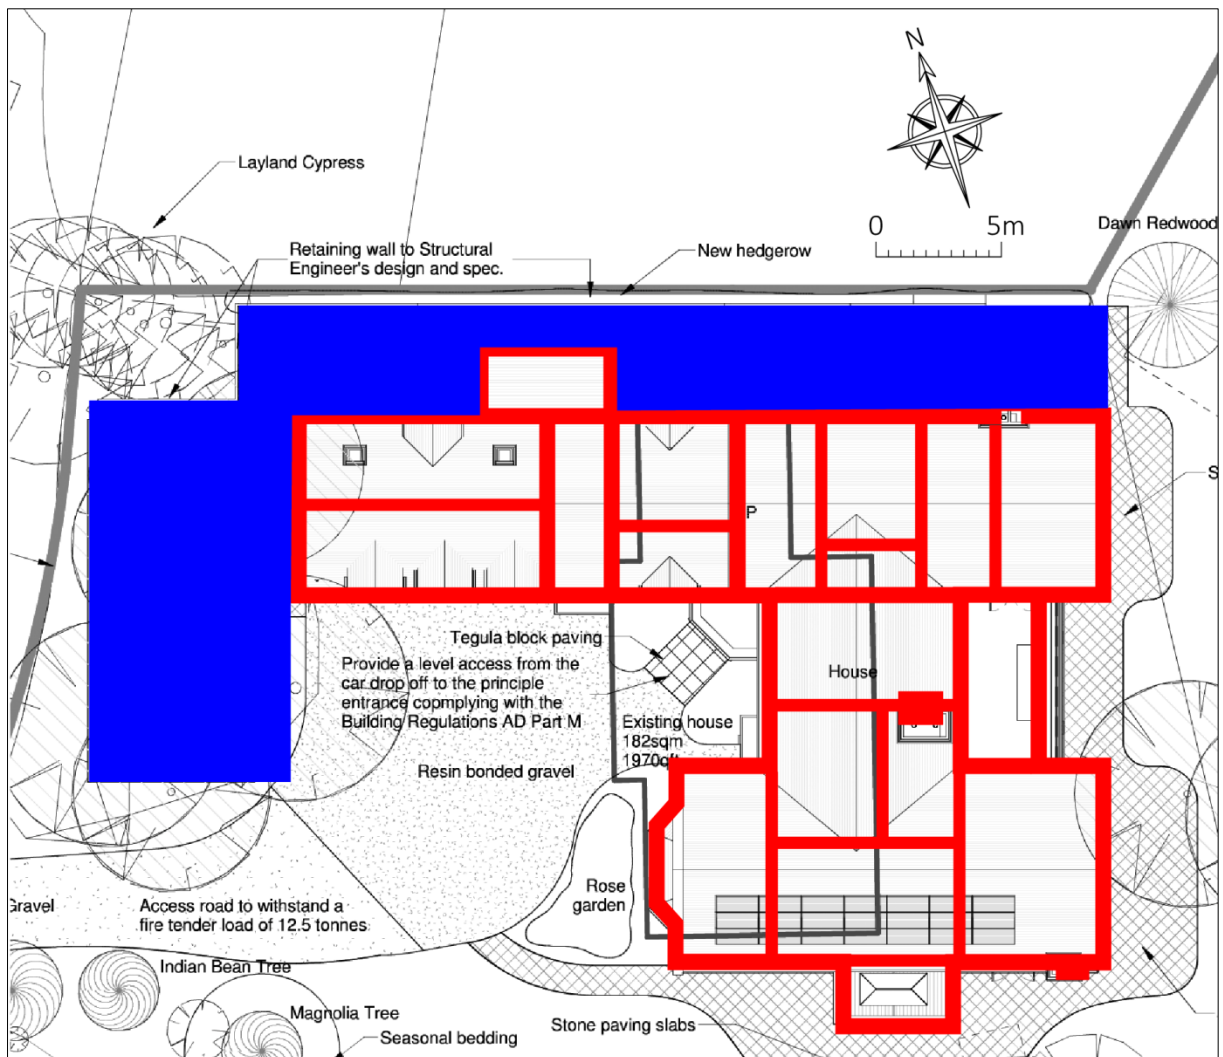 N
Layland Cypress
0 5m
Dawn Redwood
Retaining wall to Structural
Engineer's design and spec.
New hedgerow
S
P
Tegula block paving
Provide a level access from the
car drop off to the principle
entrance copmplying with the
Building Regulations AD Part M
House
Existing house
182sqm
1970qft
Resin bonded gravel
Rose
garden
Gravel
Access road to withstand a
fire tender load of 12.5 tonnes
Indian Bean Tree
Magnolia Tree
Seasonal bedding
Stone paving slabs